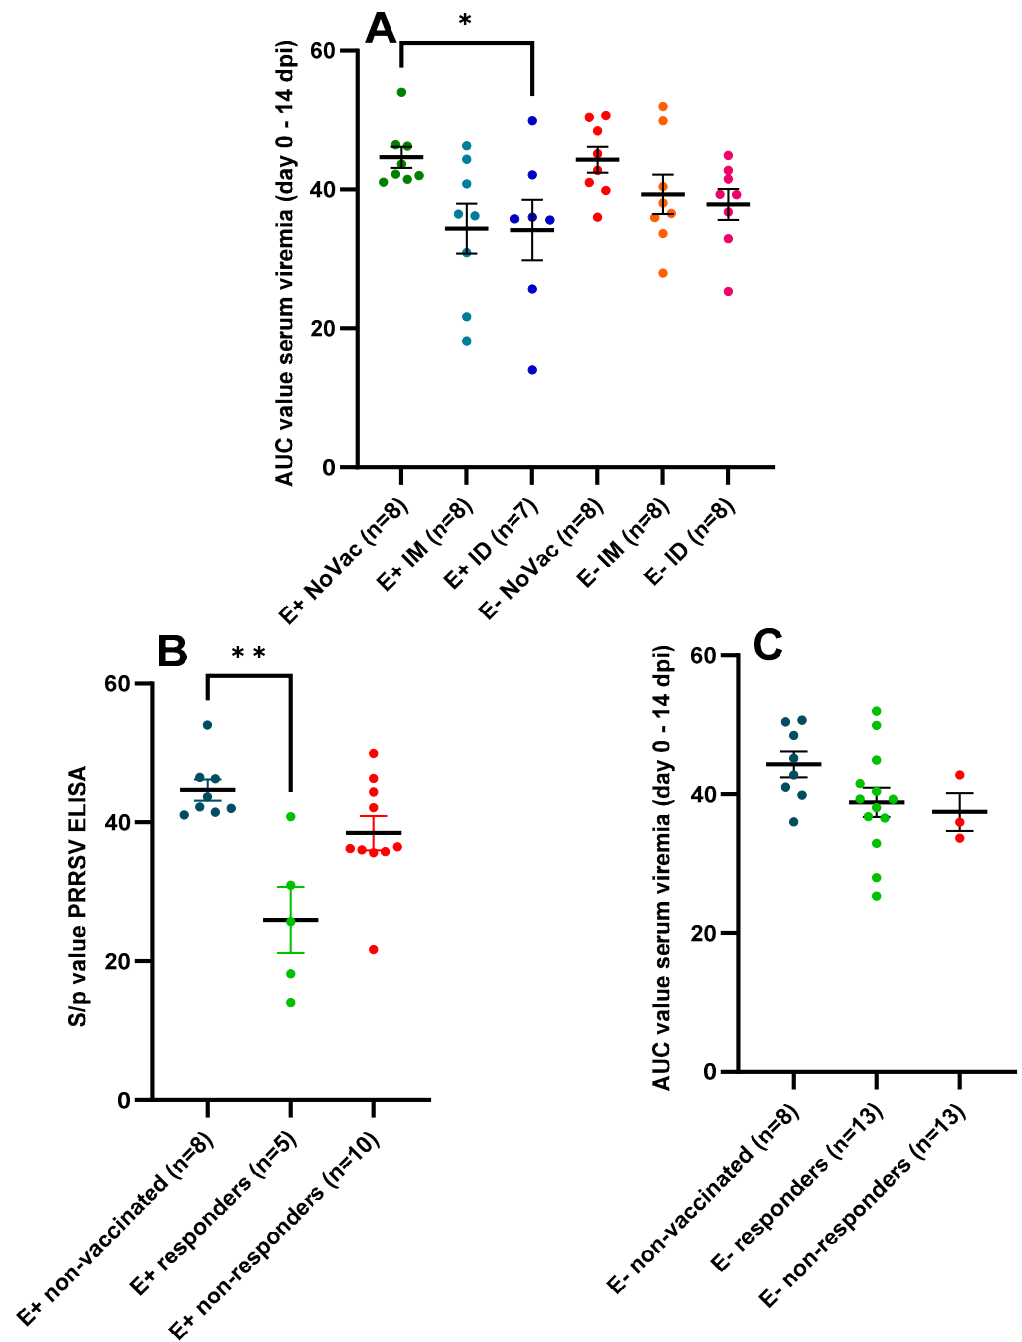 A
*
AUC value serum viremia (day 0 - 14 dpi)
60
40
20
0
E+ NoVac (n=8)
E+ IM (n=8)
E+ ID (n=7)
E- NoVac (n=8)
E- IM (n=8)
E- ID (n=8)
B
**
S/p value PRRSV ELISA
60
40
20
0
E+ non-vaccinated (n=8)
E+ responders (n=5)
E+ non-responders (n=10)
C
AUC value serum viremia (day 0 - 14 dpi)
60
40
20
0
E- non-vaccinated (n=8)
E- responders (n=13)
E- non-responders (n=13)